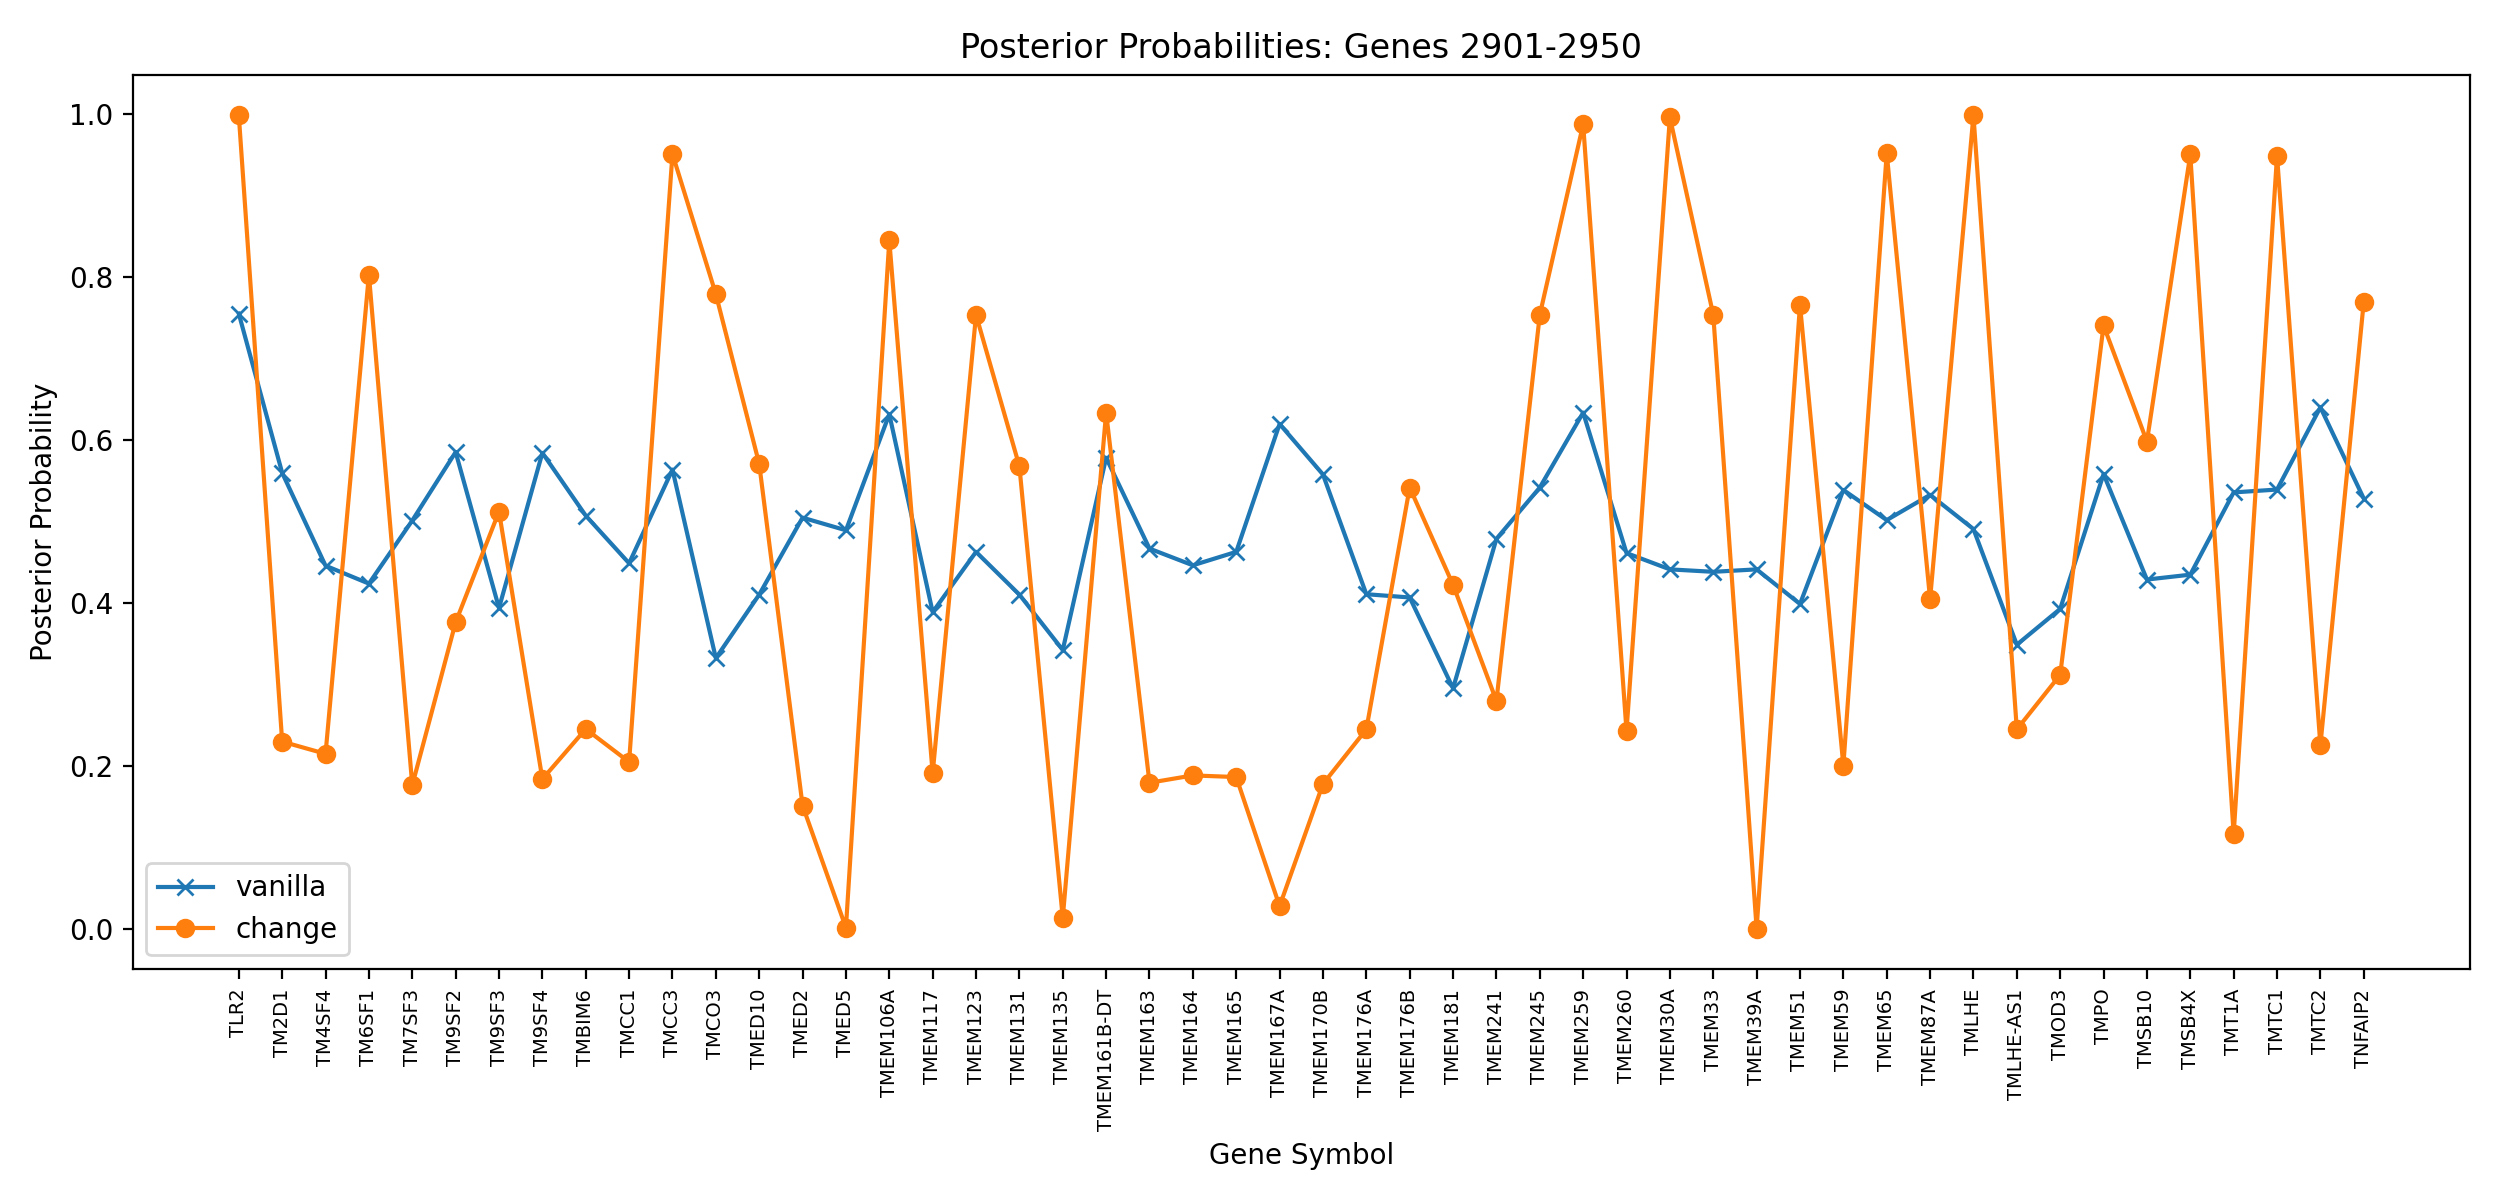 Posterior Probabilities: Genes 2901-2950
Posterior Probability
1.0
0.8
0.6
0.4
0.2
0.0
vanilla
change
TLR2
TM2D1
TM4SF4
TM6SF1
TM7SF3
TM9SF2
TM9SF3
TM9SF4
TMBIM6
TMCC1
TMCC3
TMCO3
TMED10
TMED2
TMED5
TMEM106A
TMEM117
TMEM123
TMEM131
TMEM135
TMEM161B-DT
TMEM163
TMEM164
TMEM165
TMEM167A
TMEM170B
TMEM176A
TMEM176B
TMEM181
TMEM241
TMEM245
TMEM259
TMEM260
TMEM30A
TMEM33
TMEM39A
TMEM51
TMEM59
TMEM65
TMEM87A
TMLHE
TMLHE-AS1
TMOD3
TMPO
TMSB10
TMSB4X
TMT1A
TMTC1
TMTC2
TNFAIP2
Gene Symbol